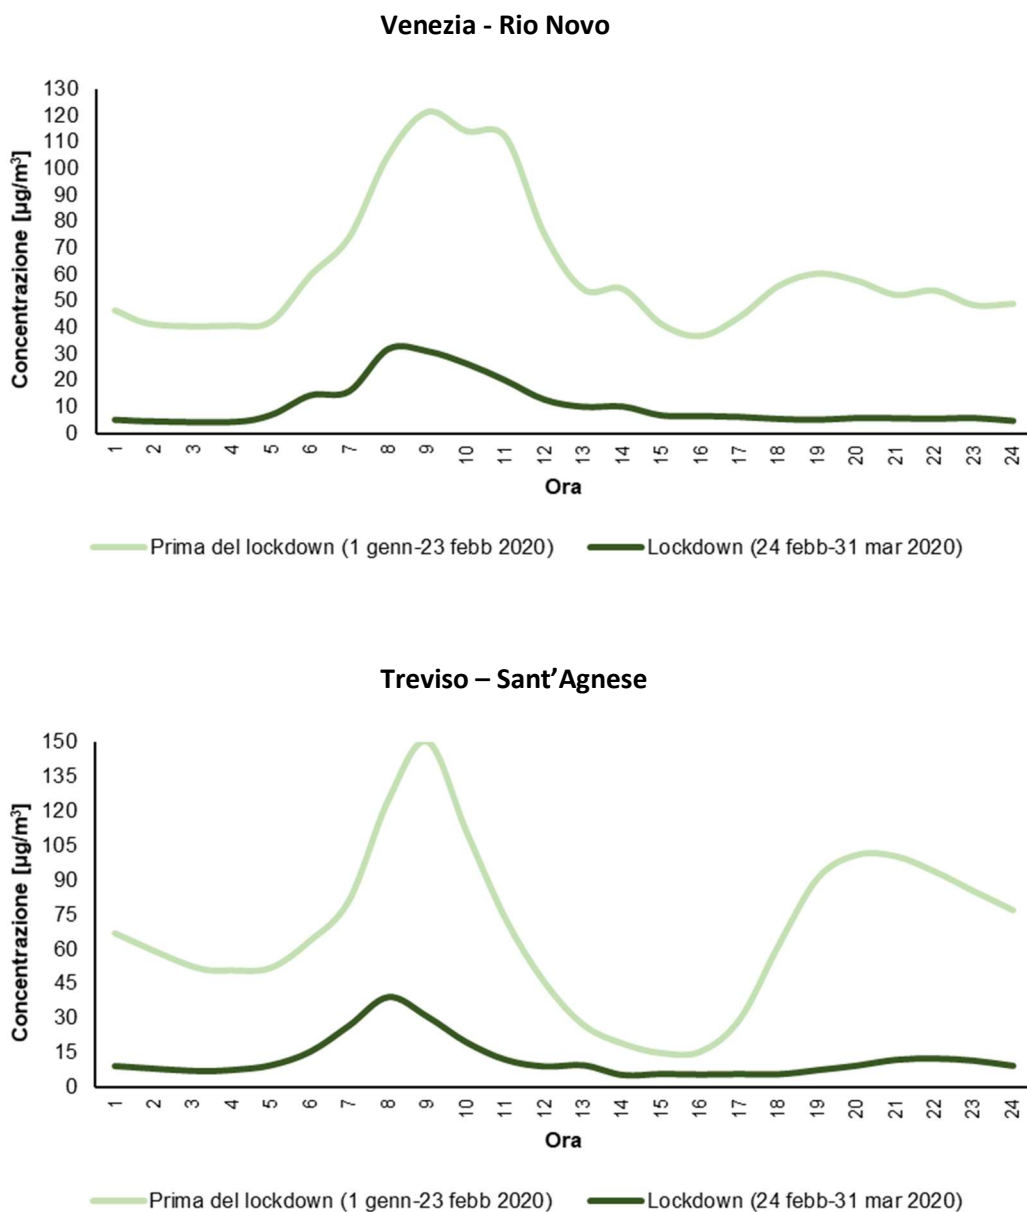 Venezia - Rio Novo
Concentrazione [µg/m³]
130
120
110
100
90
80
70
60
50
40
30
20
10
0
1 2 3 4 5 6 7 8 9 10 11 12 13 14 15 16 17 18 19 20 21 22 23 24
Ora
Prima del lockdown (1 genn-23 febb 2020) Lockdown (24 febb-31 mar 2020)
Treviso – Sant’Agnese
Concentrazione [µg/m³]
150
135
120
105
90
75
60
45
30
15
0
1 2 3 4 5 6 7 8 9 10 11 12 13 14 15 16 17 18 19 20 21 22 23 24
Ora
Prima del lockdown (1 genn-23 febb 2020) Lockdown (24 febb-31 mar 2020)